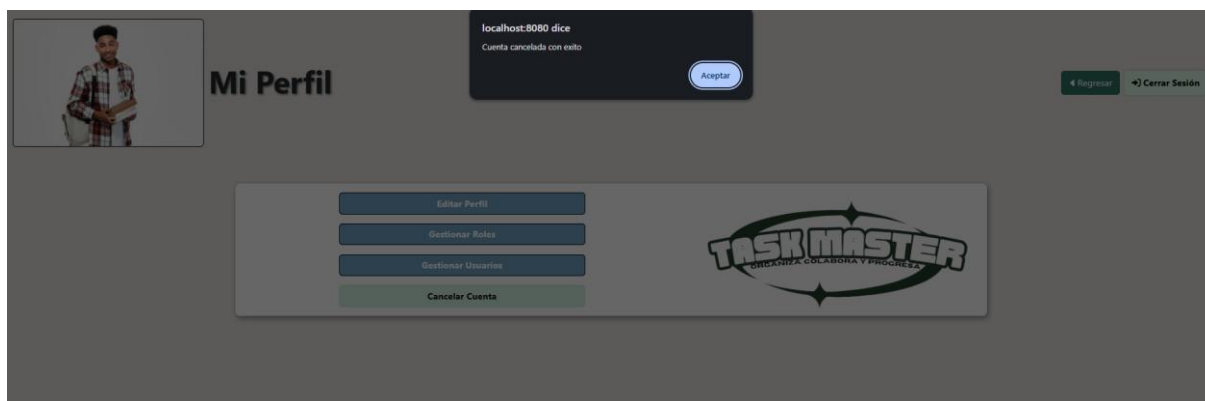 localhost:8080 dice
Cuenta cancelada con exito
Aceptar
Mi Perfil
Regresar
Cerrar Sesión
Editar Perfil
Gestionar Roles
Gestionar Usuarios
Cancelar Cuenta
TASK MASTER
ORGANIZA COLABORA Y PROGRESA